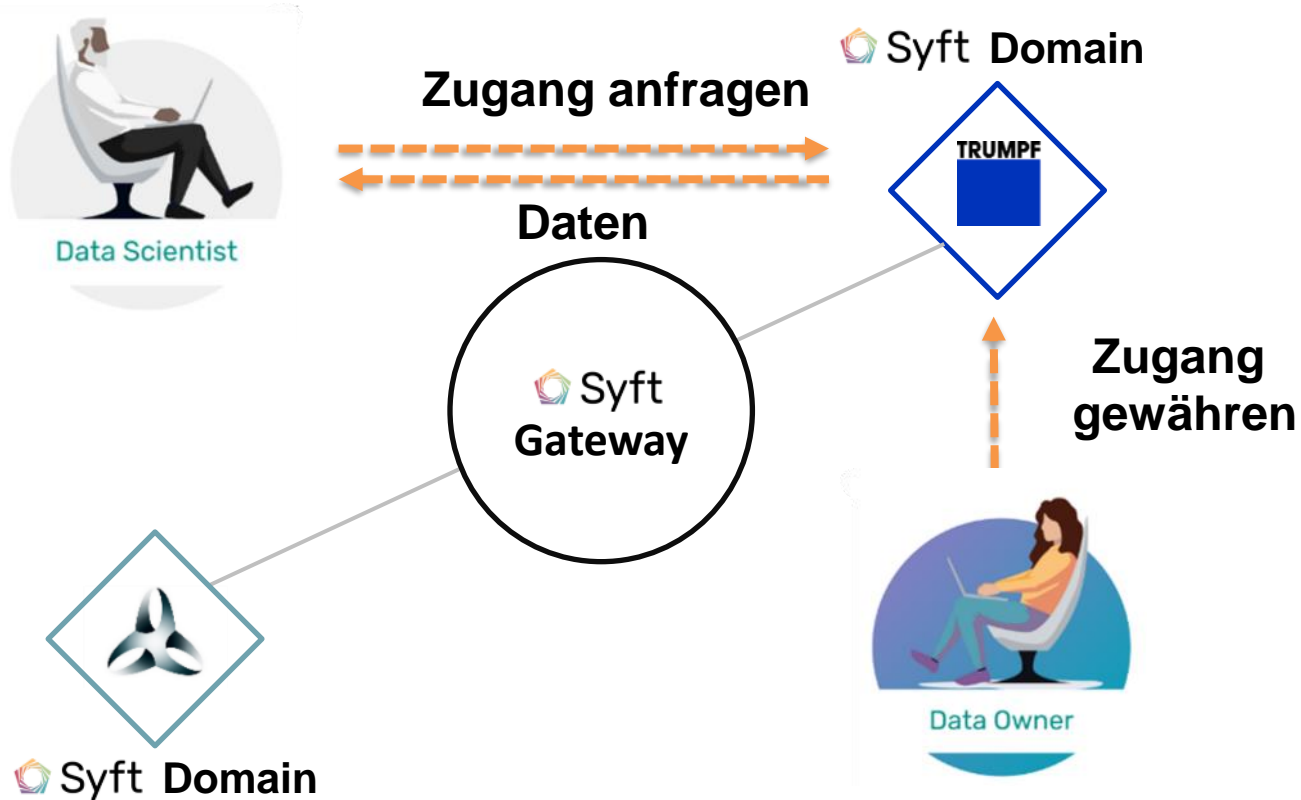 Syft Domain
Zugang anfragen
TRUMPF
Daten
Data Scientist
Zugang
gewähren
Syft
Gateway
Data Owner
Syft Domain